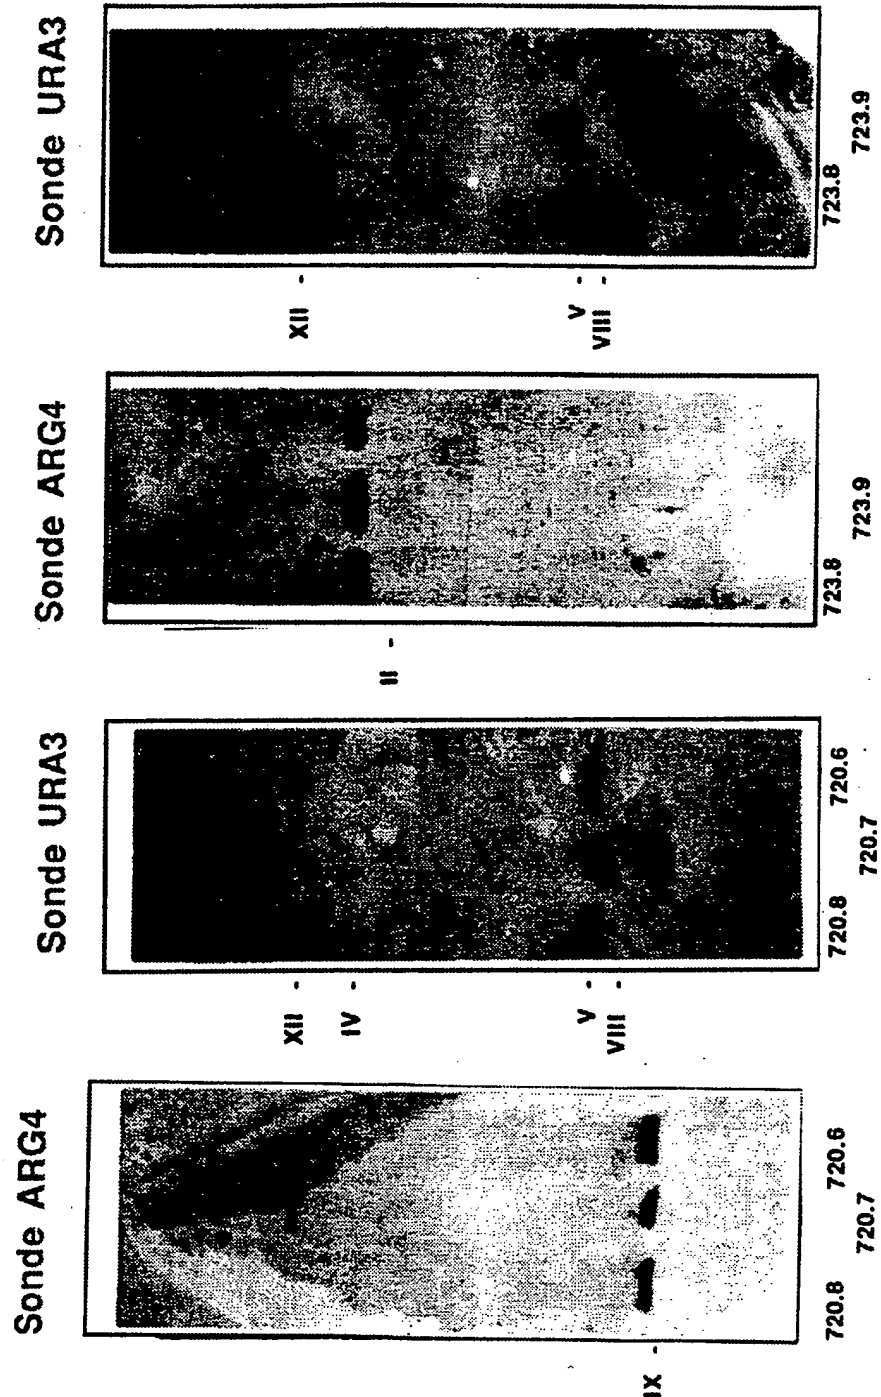 Sonde ARG4
IX -
720.8
720.7
720.6
Sonde URA3
XII -
IV -
V -
VIII -
720.8
720.7
720.6
Sonde ARG4
II -
723.8
723.9
Sonde URA3
XII -
V -
VIII -
723.8
723.9